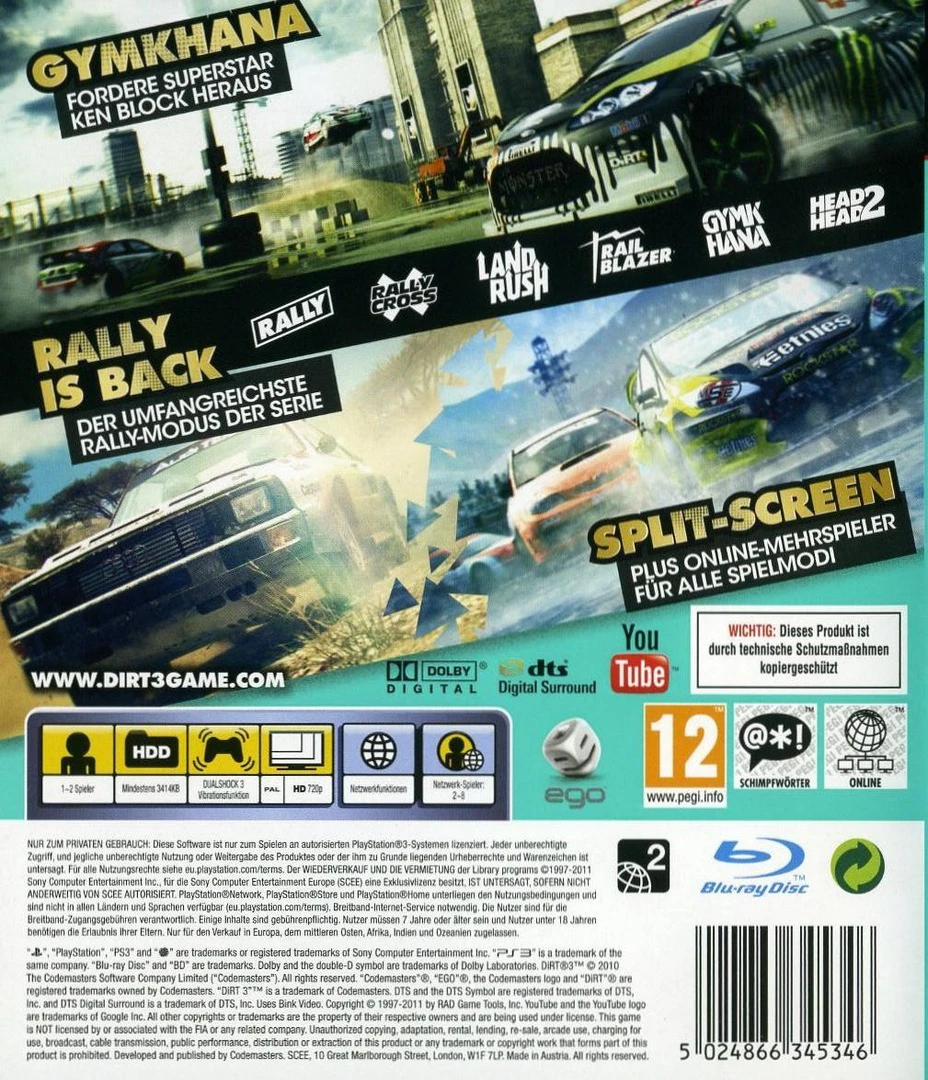 GYMKHANA
FORDERE SUPERSTAR
KEN BLOCK HERAUS
PIRELLI
Mobil 1
MONSTER
DiRT
PIRELLI
RALLY
RALLY
CROSS
LAND
RUSH
TRAIL
BLAZER
GYMK
HANA
HEAD 2
HEAD
RALLY
IS BACK
DER UMFANGREICHSTE
RALLY-MODUS DER SERIE
etnies
ROCKSTAR
SPLIT-SCREEN
PLUS ONLINE-MEHRSPIELER
FÜR ALLE SPIELMODI
WWW.DIRT3GAME.COM
DOLBY®
DIGITAL
dts
Digital Surround
You
Tube™
WICHTIG: Dieses Produkt ist
durch technische Schutzmaßnahmen
kopiergeschützt
HDD
1–2 Spieler
Mindestens 3414KB
DUALSHOCK 3
Vibrationsfunktion
PAL
HD 720p
Netzwerkfunktionen
Netzwerk-Spieler:
2–8
ego
12
www.pegi.info
@*!
SCHIMPFWÖRTER
ONLINE
NUR ZUM PRIVATEN GEBRAUCH: Diese Software ist nur zum Spielen an autorisierten PlayStation®3-Systemen lizenziert. Jeder unberechtigte
Zugriff, und jegliche unberechtigte Nutzung oder Weitergabe des Produktes oder der ihm zu Grunde liegenden Urheberrechte und Warenzeichen ist
untersagt. Für alle Nutzungsrechte siehe eu.playstation.com/terms. Der WIEDERVERKAUF UND DIE VERMIETUNG der Library programs ©1997-2011
Sony Computer Entertainment Inc., für die Sony Computer Entertainment Europe (SCEE) eine Exklusivlizenz besitzt, IST UNTERSAGT, SOFERN NICHT
ANDERWEITIG VON SCEE AUTORISIERT. PlayStation®Network, PlayStation®Store und PlayStation®Home unterliegen den Nutzungsbedingungen und
sind nicht in allen Ländern und Sprachen verfügbar (eu.playstation.com/terms). Breitband-Internet-Service notwendig. Die Nutzer sind für die
Breitband-Zugangsgebühren verantwortlich. Einige Inhalte sind gebührenpflichtig. Nutzer müssen 7 Jahre oder älter sein und Nutzer unter 18 Jahren
benötigen die Erlaubnis ihrer Eltern. Nur für den Verkauf in Europa, dem mittleren Osten, Afrika, Indien und Ozeanien zugelassen.
2
Blu-ray Disc™
"", "PlayStation", "PS3" and "" are trademarks or registered trademarks of Sony Computer Entertainment Inc. "PS3" is a trademark of the
same company. "Blu-ray Disc" and "BD" are trademarks. Dolby and the double-D symbol are trademarks of Dolby Laboratories. DiRT®3™ © 2010
The Codemasters Software Company Limited ("Codemasters"). All rights reserved. "Codemasters"®, "EGO"®, the Codemasters logo and "DiRT"® are
registered trademarks owned by Codemasters. "DiRT 3"™ is a trademark of Codemasters. DTS and the DTS Symbol are registered trademarks of DTS,
Inc. and DTS Digital Surround is a trademark of DTS, Inc. Uses Bink Video. Copyright © 1997-2011 by RAD Game Tools, Inc. YouTube and the YouTube logo
are trademarks of Google Inc. All other copyrights or trademarks are the property of their respective owners and are being used under license. This game
is NOT licensed by or associated with the FIA or any related company. Unauthorized copying, adaptation, rental, lending, re-sale, arcade use, charging for
use, broadcast, cable transmission, public performance, distribution or extraction of this product or any trademark or copyright work that forms part of this
product is prohibited. Developed and published by Codemasters. SCEE, 10 Great Marlborough Street, London, W1F 7LP. Made in Austria. All rights reserved.
5 024866 345346